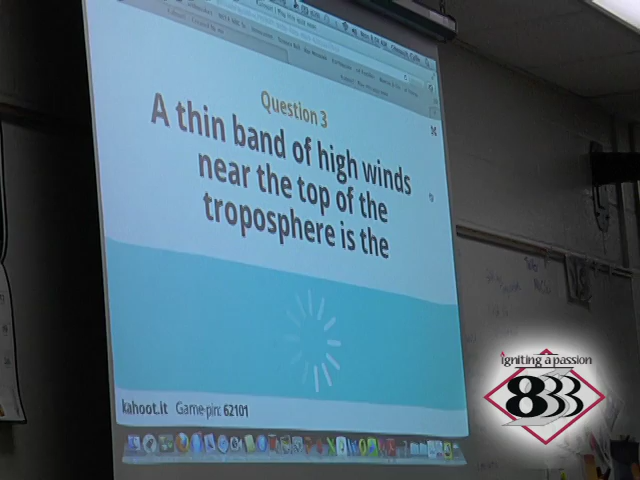 Question 3
A thin band of high winds
near the top of the
troposphere is the
kahoot.it Game-pin: 62101
igniting a passion
833